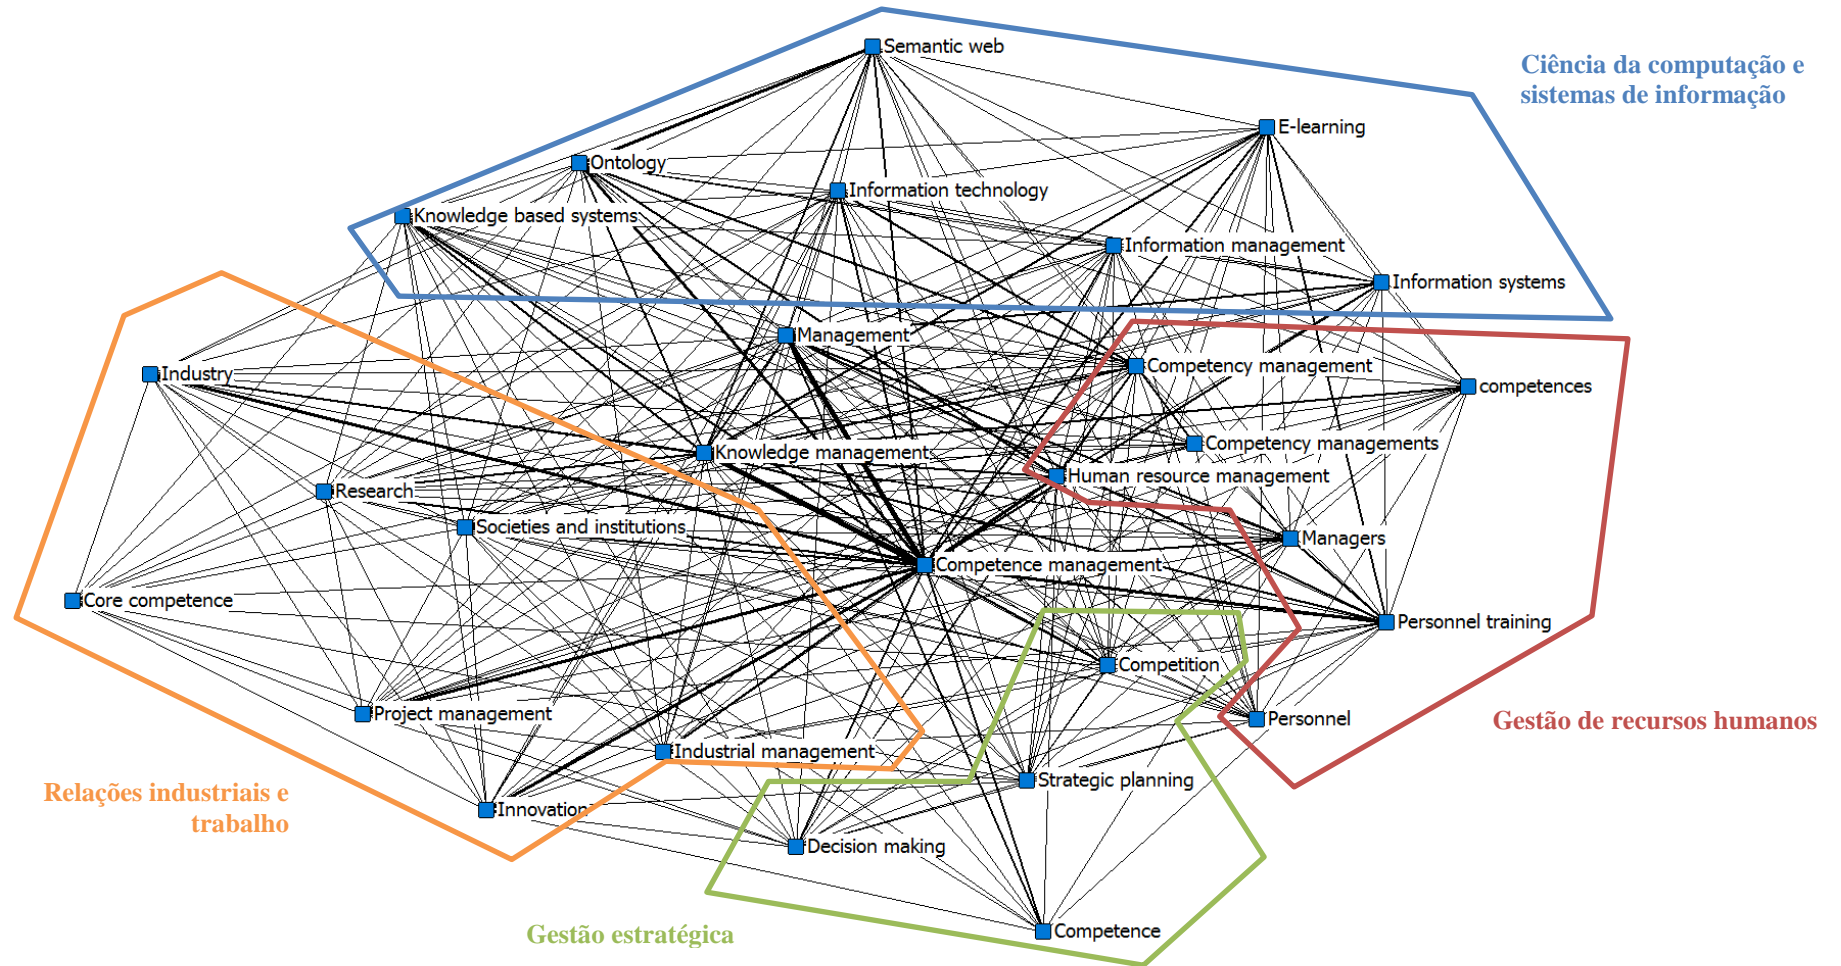 Semantic web
Ciência da computação e
sistemas de informação
E-learning
Ontology
Information technology
Knowledge based systems
Information management
Information systems
Management
Competency management
Industry
competences
Competency managements
Knowledge management
Human resource management
Research
Societies and institutions
Managers
Competence management
Core competence
Personnel training
Competition
Project management
Personnel
Gestão de recursos humanos
Industrial management
Strategic planning
Relações industriais e
trabalho
Innovation
Decision making
Gestão estratégica
Competence